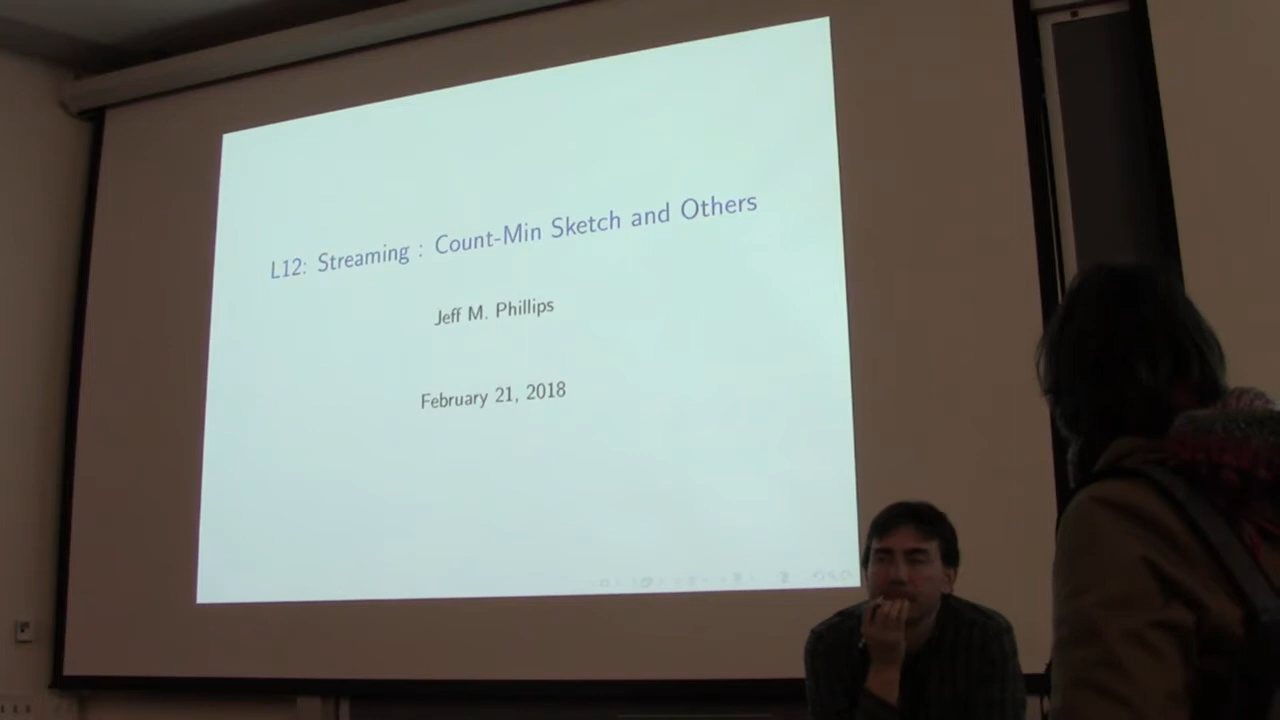 L12: Streaming : Count-Min Sketch and Others
Jeff M. Phillips
February 21, 2018